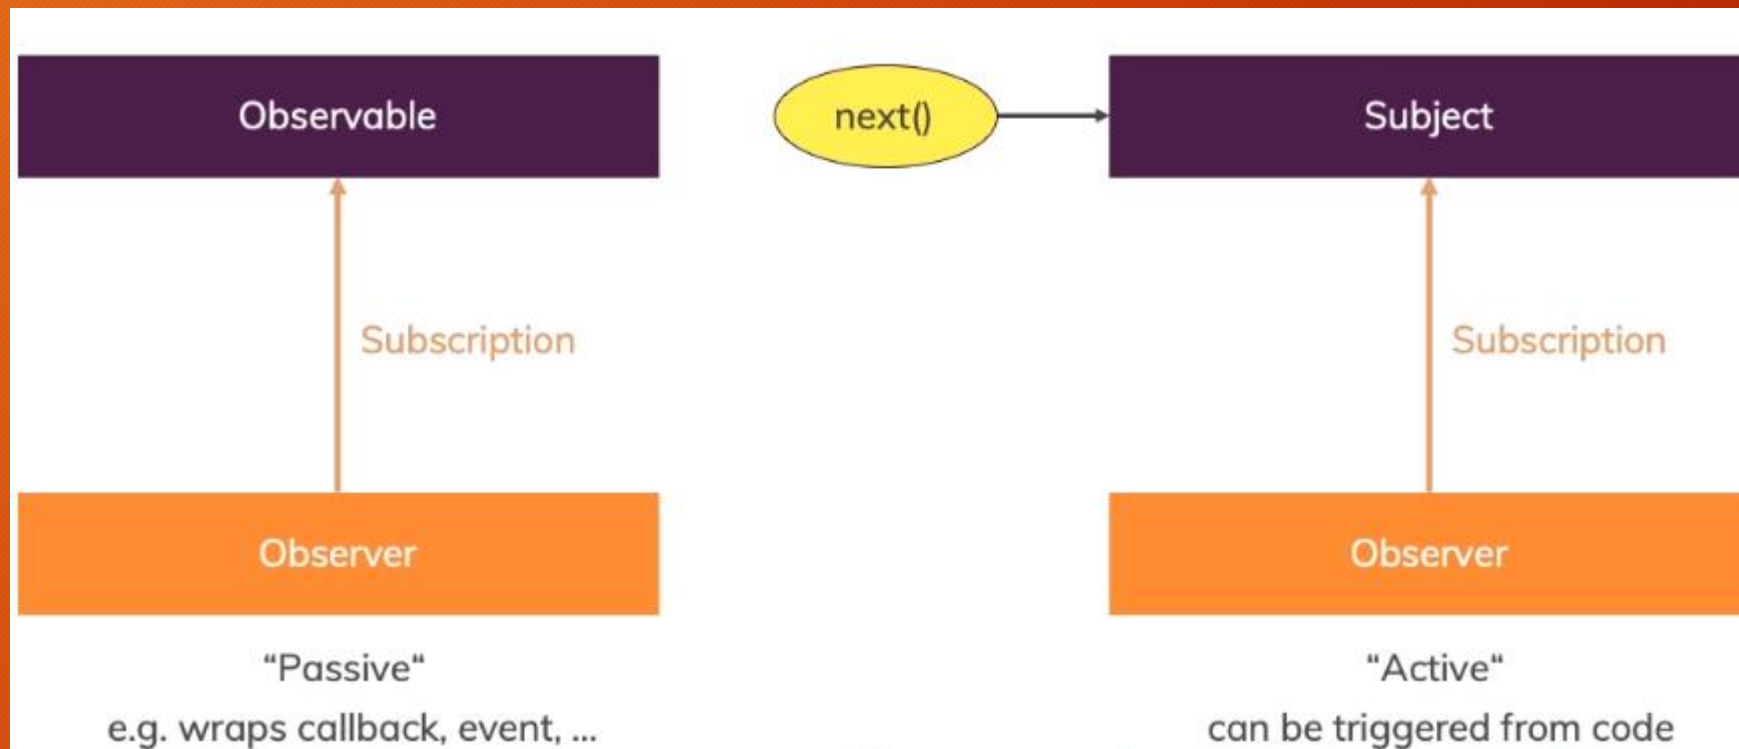 Observable
next()
Subject
Subscription
Subscription
Observer
Observer
“Passive“
“Active“
e.g. wraps callback, event, ...
can be triggered from code